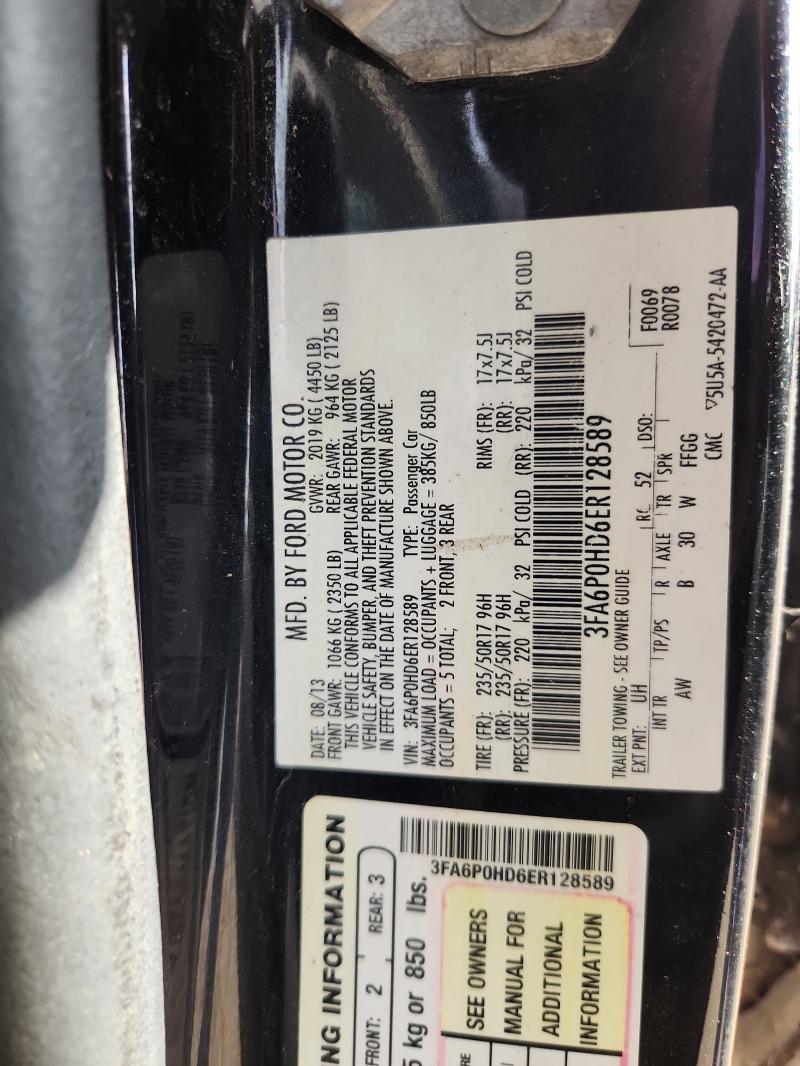 MFD. BY FORD MOTOR CO.
DATE: 08/13 GVWR: 2019 KG ( 4450 LB)
FRONT GAWR: 1066 KG ( 2350 LB) REAR GAWR: 964 KG ( 2125 LB)
THIS VEHICLE CONFORMS TO ALL APPLICABLE FEDERAL MOTOR
VEHICLE SAFETY, BUMPER, AND THEFT PREVENTION STANDARDS
IN EFFECT ON THE DATE OF MANUFACTURE SHOWN ABOVE.
VIN: 3FA6P0HD6ER128589 TYPE: Passenger Car
MAXIMUM LOAD = OCCUPANTS + LUGGAGE = 385KG/ 850LB
OCCUPANTS = 5 TOTAL; 2 FRONT, 3 REAR
TIRE (FR): 235/50R17 96H RIMS (FR): 17x7.5J
(RR): 235/50R17 96H (RR): 17x7.5J
PRESSURE (FR): 220 kPa/ 32 PSI COLD (RR): 220 kPa/ 32 PSI COLD
3FA6P0HD6ER128589
TRAILER TOWING - SEE OWNER GUIDE
EXT PNT: UH RC: 52 DSO: F0069
R0078
INT TR TP/PS R AXLE TR SPR
AW B 30 W FFGG
CMC ▽5U5A-5420472-AA
NG INFORMATION
FRONT: 2 REAR: 3
5 kg or 850 lbs.
3FA6P0HD6ER128589
SEE OWNERS
MANUAL FOR
ADDITIONAL
INFORMATION